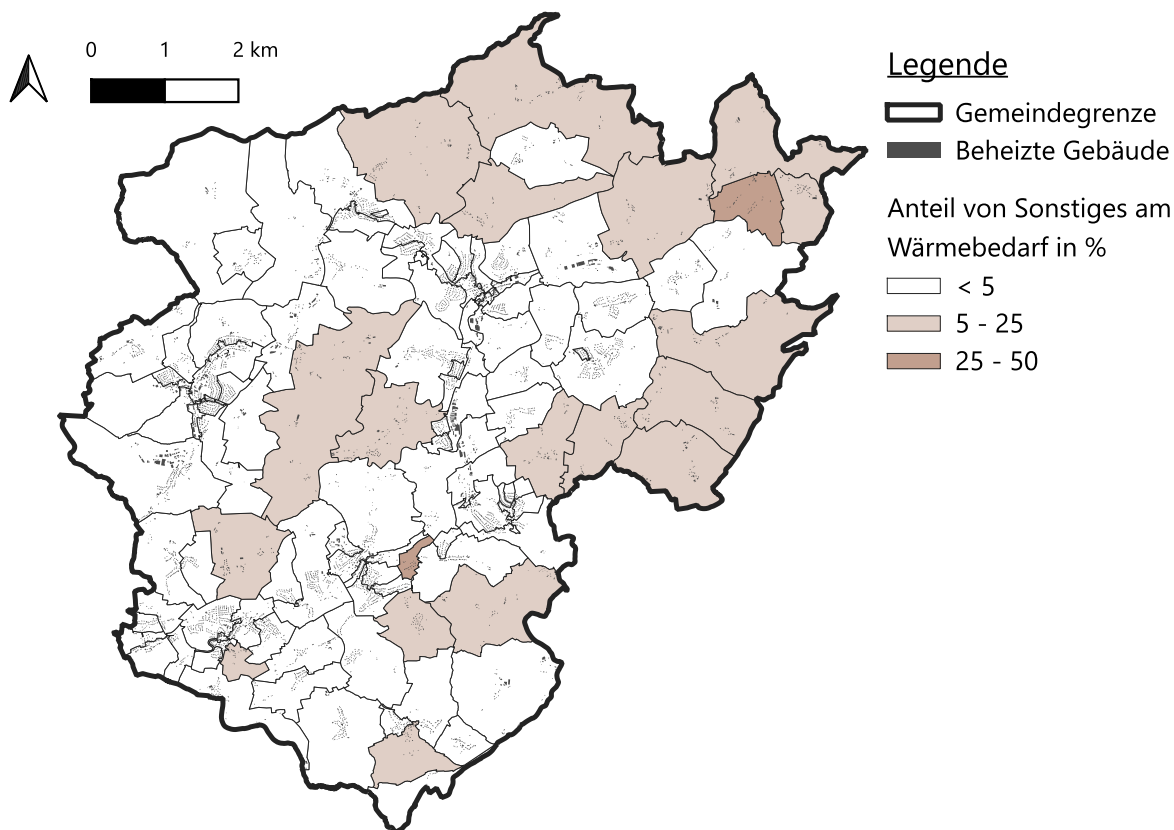 0 1 2 km
Legende
Gemeindegrenze
Beheizte Gebäude
Anteil von Sonstiges am
Wärmebedarf in %
< 5
5 - 25
25 - 50